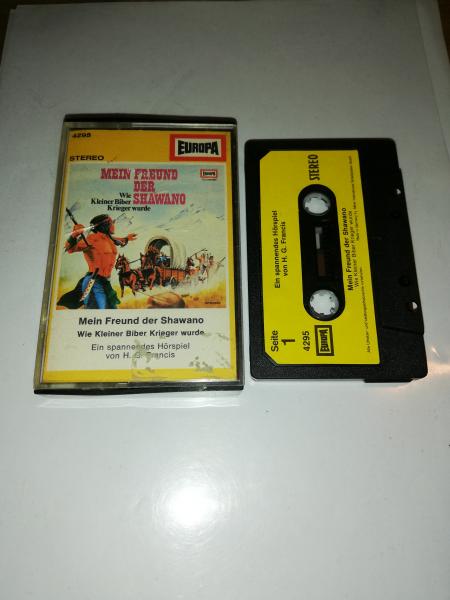 4295
EUROPA
STEREO
MEIN FREUND
DER
SHAWANO
Wie
Kleiner Biber
Krieger wurde
EUROPA
Mein Freund der Shawano
Wie Kleiner Biber Krieger wurde
Ein spannendes Hörspiel
von H. G. Francis
Seite
1
4295
EUROPA
STEREO
Ein spannendes Hörspiel
von H. G. Francis
Mein Freund der Shawano
Wie Kleiner Biber Krieger wurde